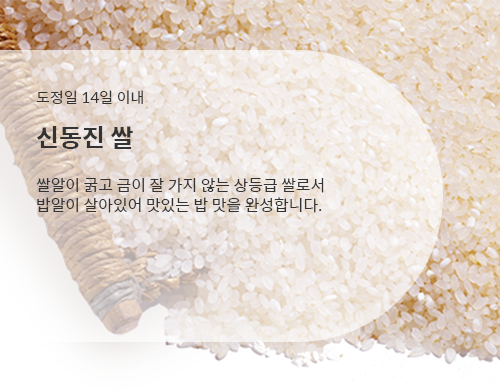 도정일 14일 이내
신동진 쌀
쌀알이 굵고 금이 잘 가지 않는 상등급 쌀로서
밥알이 살아있어 맛있는 밥 맛을 완성합니다.